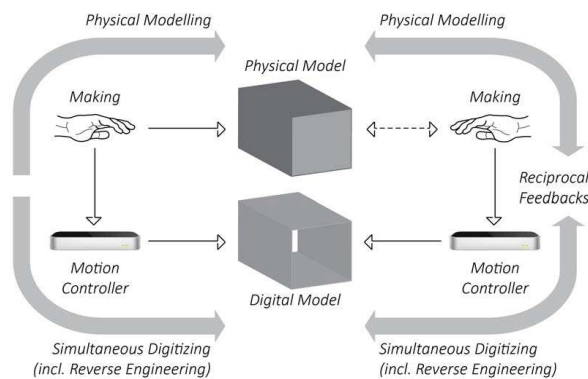 Physical Modelling
Physical Modelling
Physical Model
Making
Making
Reciprocal
Feedbacks
Motion
Controller
Digital Model
Motion
Controller
Simultaneous Digitizing
(incl. Reverse Engineering)
Simultaneous Digitizing
(incl. Reverse Engineering)